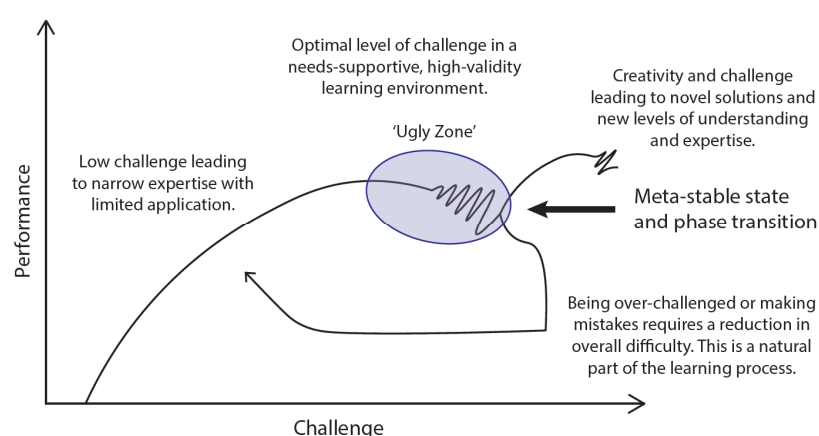 Optimal level of challenge in a
needs-supportive, high-validity
learning environment.
Creativity and challenge
leading to novel solutions and
new levels of understanding
and expertise.
'Ugly Zone'
Low challenge leading
to narrow expertise with
limited application.
Meta-stable state
and phase transition
Performance
Being over-challenged or making
mistakes requires a reduction in
overall difficulty. This is a natural
part of the learning process.
Challenge